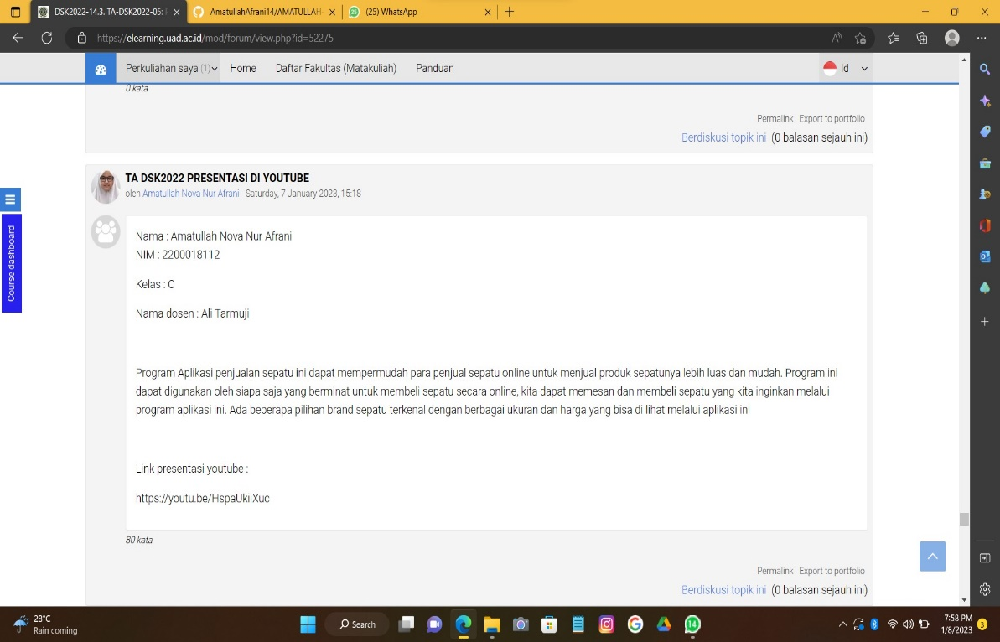 DSK2022-14.3. TA-DSK2022-05: F
AmatullahAfrani14/AMATULLAH-
(25) WhatsApp
https://elearning.uad.ac.id/mod/forum/view.php?id=52275
Perkuliahan saya (1)
Home
Daftar Fakultas (Matakuliah)
Panduan
Id
0 kata
Permalink Export to portfolio
Berdiskusi topik ini (0 balasan sejauh ini)
TA DSK2022 PRESENTASI DI YOUTUBE
oleh Amatullah Nova Nur Afrani - Saturday, 7 January 2023, 15:18
Nama : Amatullah Nova Nur Afrani
NIM : 2200018112
Kelas : C
Nama dosen : Ali Tarmuji
Program Aplikasi penjualan sepatu ini dapat mempermudah para penjual sepatu online untuk menjual produk sepatunya lebih luas dan mudah. Program ini
dapat digunakan oleh siapa saja yang berminat untuk membeli sepatu secara online, kita dapat memesan dan membeli sepatu yang kita inginkan melalui
program aplikasi ini. Ada beberapa pilihan brand sepatu terkenal dengan berbagai ukuran dan harga yang bisa di lihat melalui aplikasi ini
Link presentasi youtube :
https://youtu.be/HspaUkiiXuc
80 kata
Permalink Export to portfolio
Berdiskusi topik ini (0 balasan sejauh ini)
Course dashboard
28°C
Rain coming
Search
14
7:58 PM
1/8/2023
3